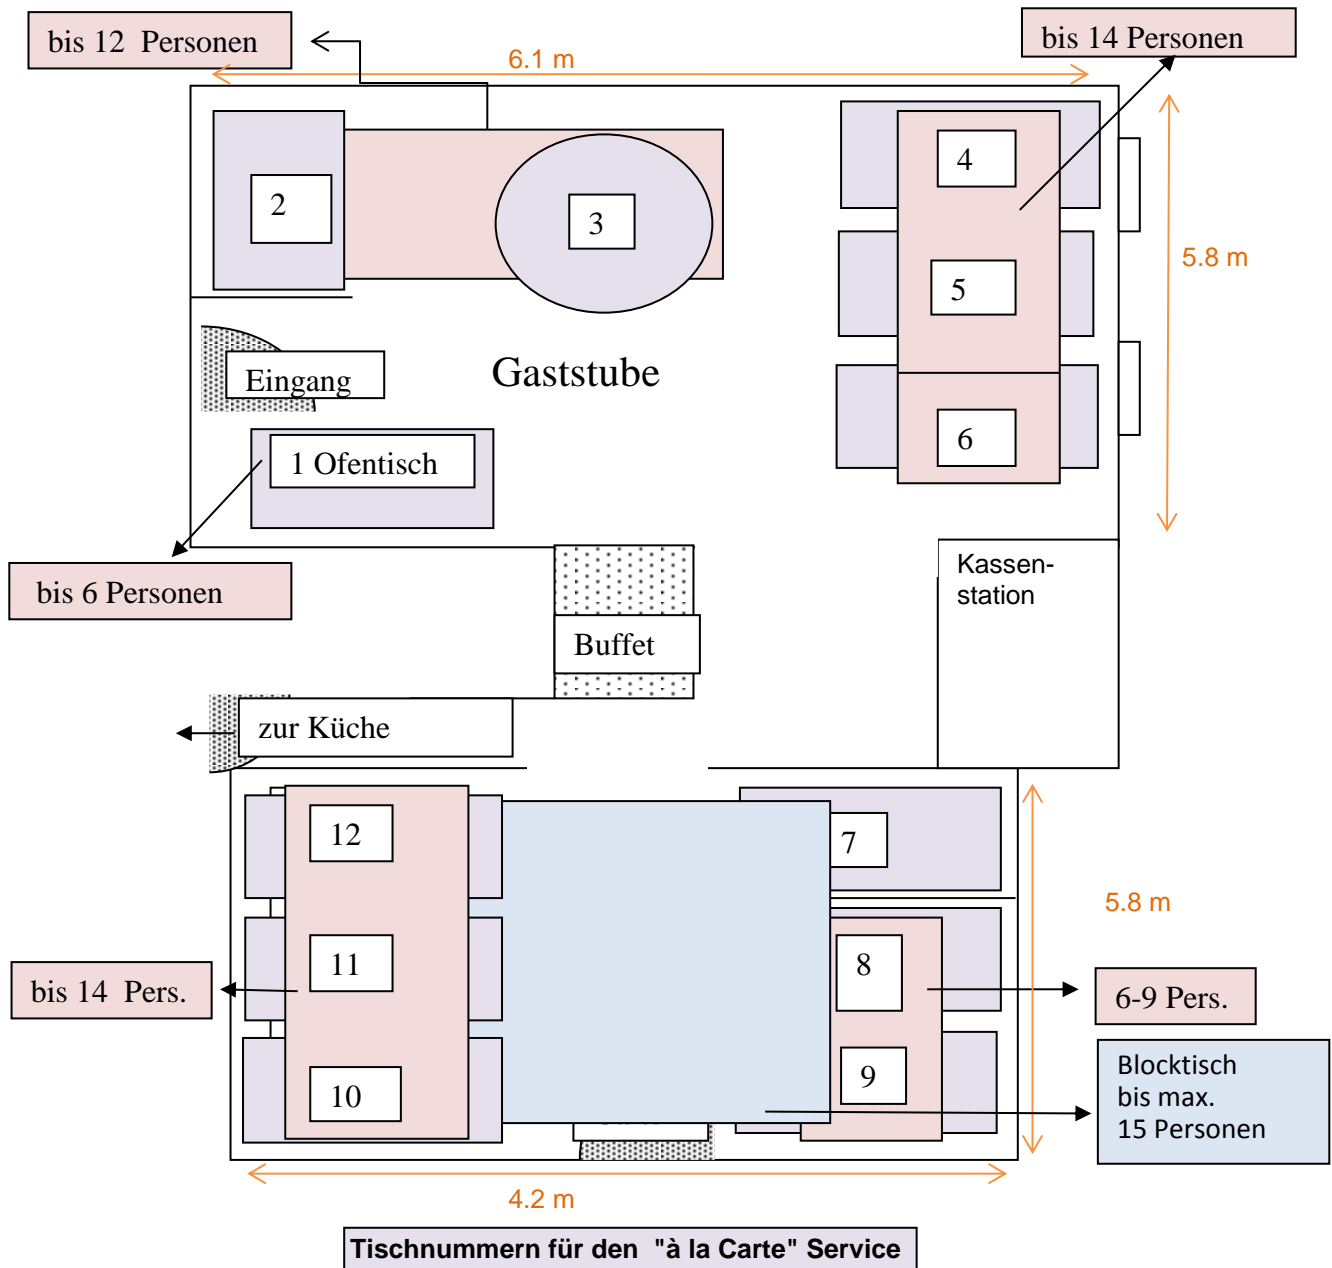 bis 12 Personen
bis 14 Personen
6.1 m
4
2
3
5.8 m
5
Gaststube
Eingang
6
1 Ofentisch
Kassen-
station
bis 6 Personen
Buffet
zur Küche
12
7
5.8 m
11
8
bis 14 Pers.
6-9 Pers.
Blocktisch
bis max.
15 Personen
9
10
4.2 m
Tischnummern für den "à la Carte" Service